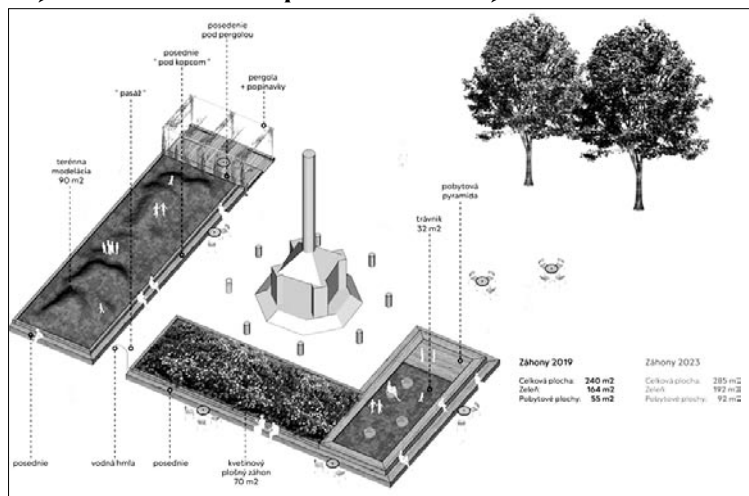 posedenie
pod pergolou
posednie
" pod kopcom "
pergola
+ popínavky
" pasáž "
terénna
modelácia
90 m2
pobytová
pyramída
trávnik
32 m2
Záhony 2019
Celková plocha: 240 m2
Zeleň: 164 m2
Pobytové plochy: 55 m2
Záhony 2023
Celková plocha: 285 m2
Zeleň: 192 m2
Pobytové plochy: 92 m2
posednie
vodná hmla
posednie
kvetinový
plošný záhon
70 m2